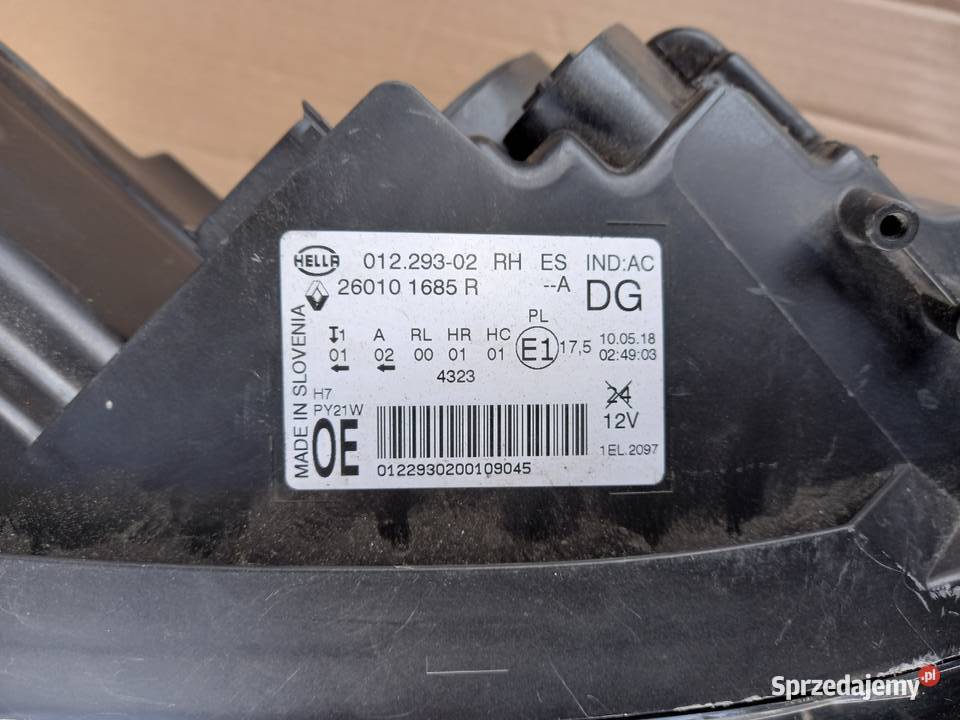 HELLA 012.293-02 RH ES IND:AC
26010 1685 R --A DG
MADE IN SLOVENIA
PL
1 A RL HR HC E1 17,5 10.05.18
01 02 00 01 01 02:49:03
4323
H7 24
PY21W 12V
OE
1EL.2097
0122930200109045
Sprzedajemy.pl